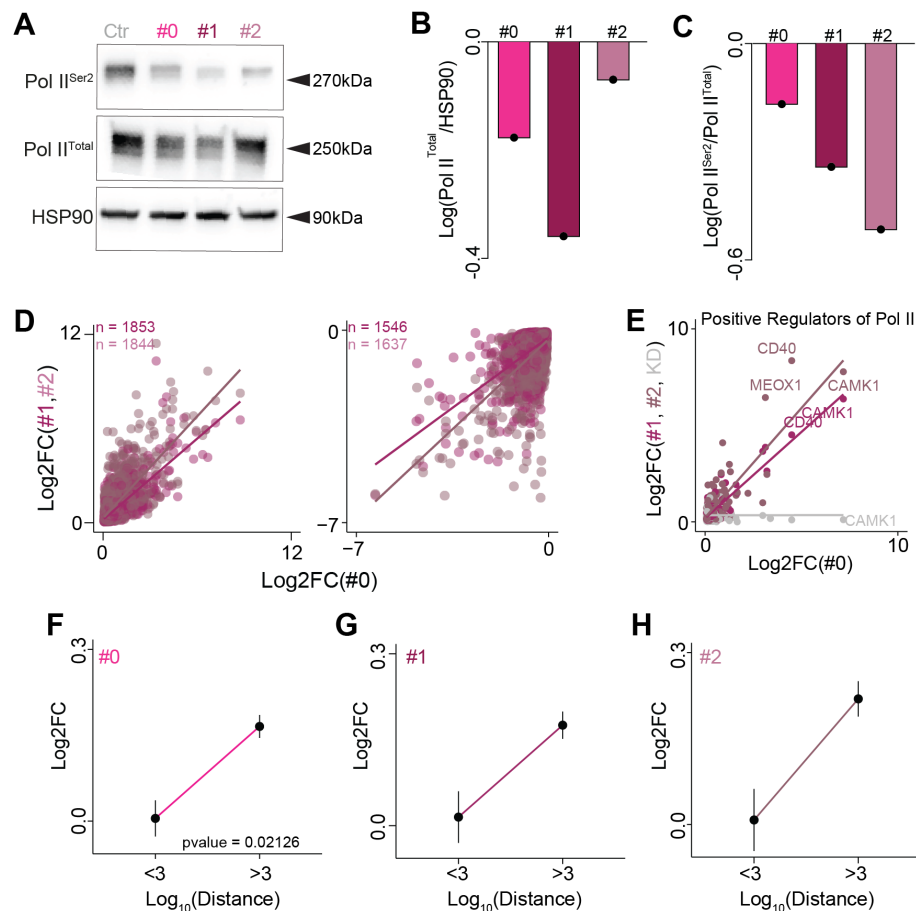 A
Ctr #0 #1 #2
Pol II^Ser2
270kDa
Pol II^Total
250kDa
HSP90
90kDa
B
#0 #1 #2
0.0
-0.4
Log(Pol II^Total/HSP90)
C
#0 #1 #2
0.0
-0.6
Log(Pol II^Ser2/Pol II^Total)
D
12
n = 1853
n = 1844
0
Log2FC(#1,#2)
0
12
0
n = 1546
n = 1637
-7
-7
0
Log2FC(#0)
E
Positive Regulators of Pol II
10
CD40
MEOX1
CAMK1
CAMK1
CD40
CAMK1
0
Log2FC(#1, #2, KD)
0
10
Log2FC(#0)
F
0.3
#0
Log2FC
0.0
pvalue = 0.02126
<3
>3
Log10(Distance)
G
0.3
#1
Log2FC
0.0
<3
>3
Log10(Distance)
H
0.3
#2
Log2FC
0.0
<3
>3
Log10(Distance)